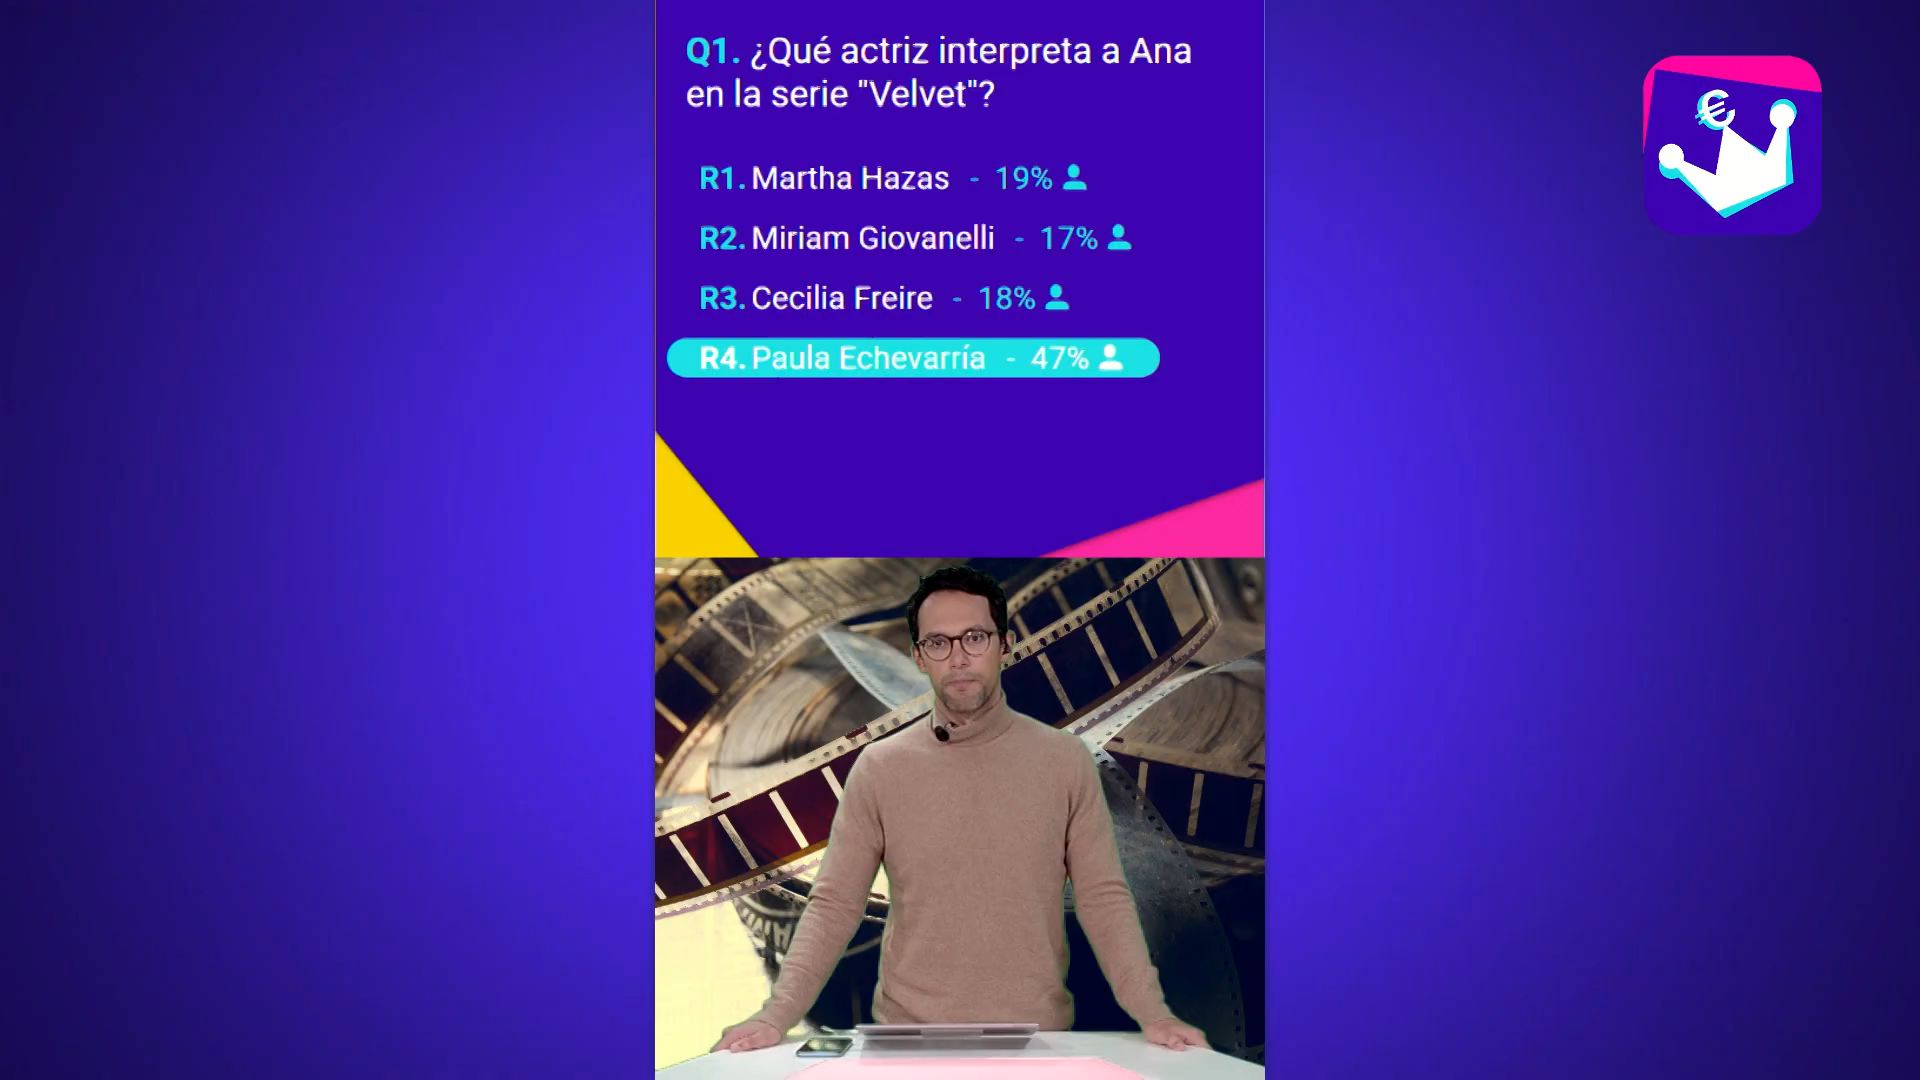 Q1. ¿Qué actriz interpreta a Ana
en la serie "Velvet"?
R1. Martha Hazas - 19%
R2. Miriam Giovanelli - 17%
R3. Cecilia Freire - 18%
R4. Paula Echevarría - 47%
€